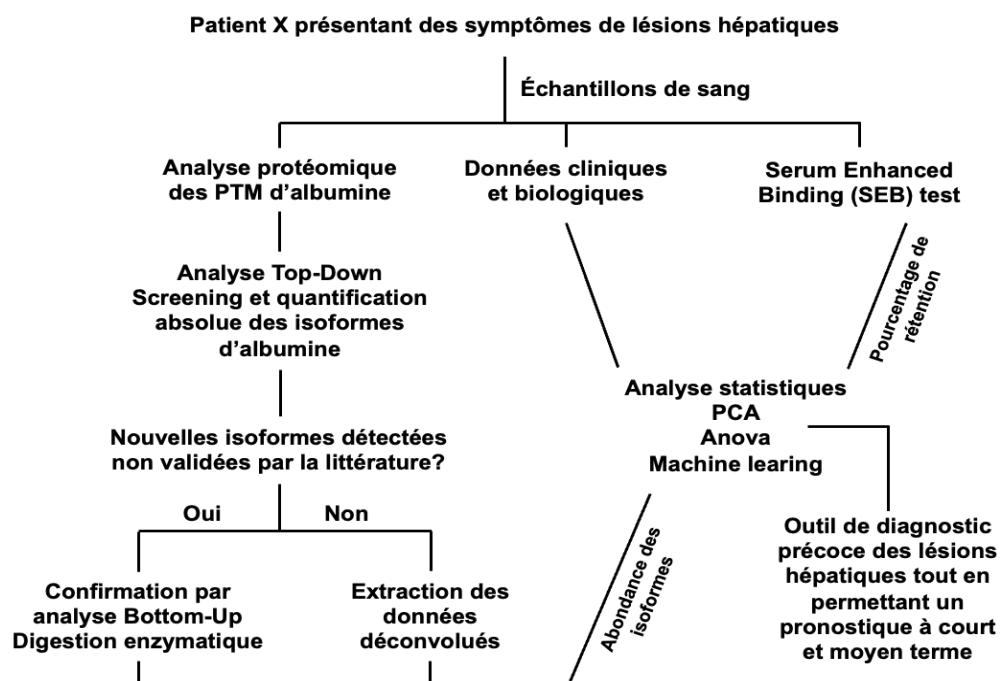 Patient X présentant des symptômes de lésions hépatiques
Échantillons de sang
Analyse protéomique
des PTM d'albumine
Données cliniques
et biologiques
Serum Enhanced
Binding (SEB) test
Analyse Top-Down
Screening et quantification
absolue des isoformes
d'albumine
Pourcentage de
rétention
Analyse statistiques
PCA
Anova
Machine learing
Nouvelles isoformes détectées
non validées par la littérature?
Oui
Non
Confirmation par
analyse Bottom-Up
Digestion enzymatique
Extraction des
données
déconvolués
Abondance des
isoformes
Outil de diagnostic
précoce des lésions
hépatiques tout en
permettant un
pronostique à court
et moyen terme